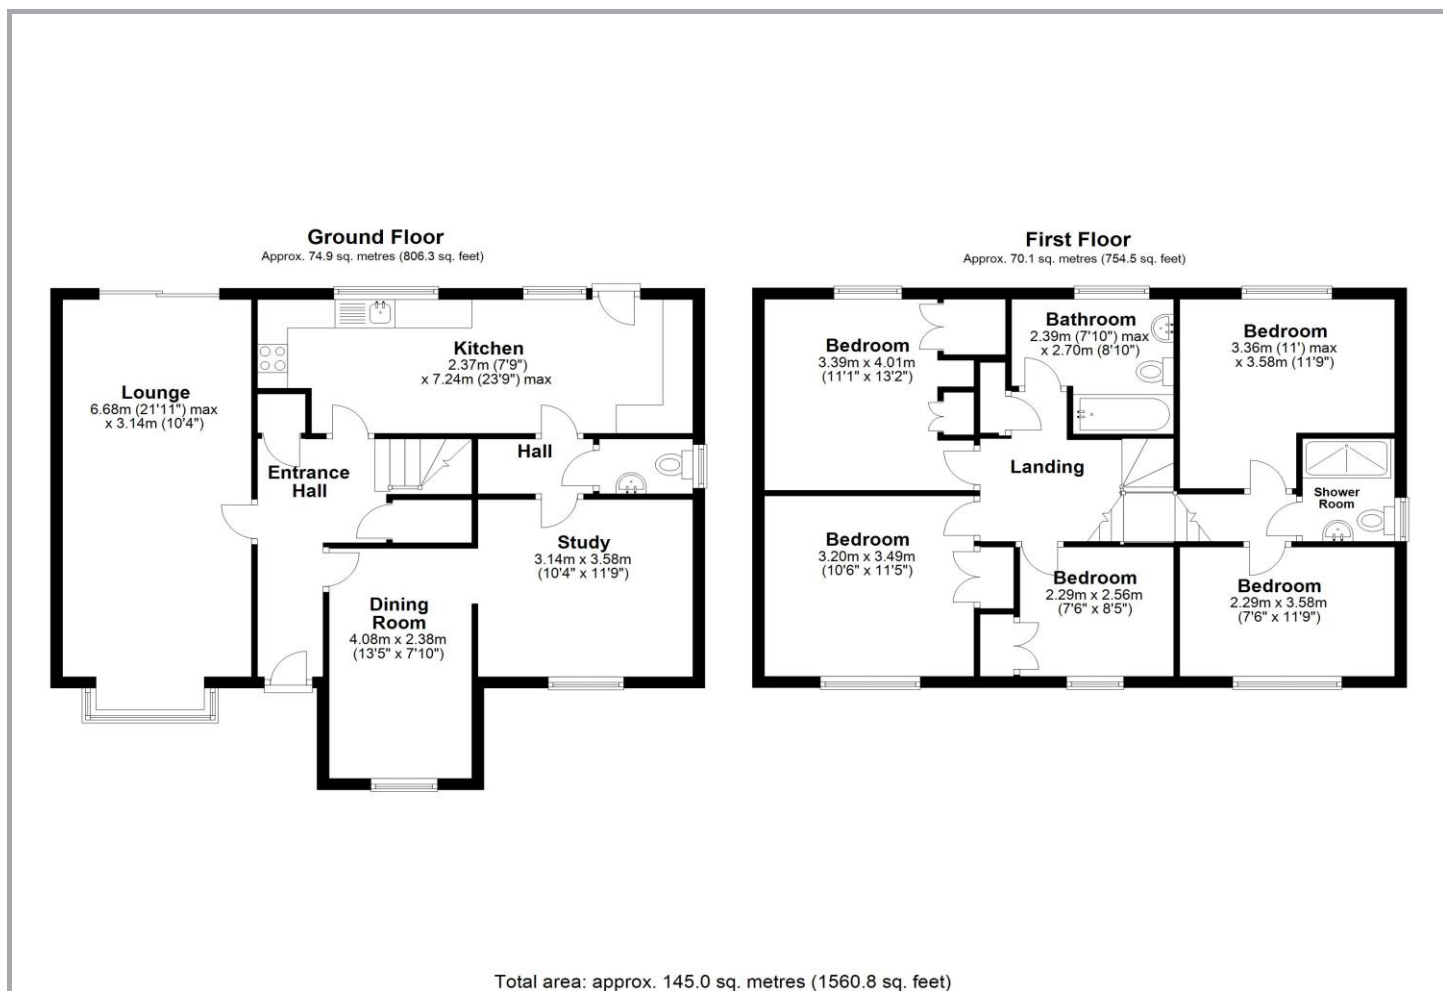 Ground Floor
Approx. 74.9 sq. metres (806.3 sq. feet)
Lounge
6.68m (21'11") max
x 3.14m (10'4")
Kitchen
2.37m (7'9")
x 7.24m (23'9") max
Entrance
Hall
Hall
Study
3.14m x 3.58m
(10'4" x 11'9")
Dining
Room
4.08m x 2.38m
(13'5" x 7'10")
First Floor
Approx. 70.1 sq. metres (754.5 sq. feet)
Bedroom
3.39m x 4.01m
(11'1" x 13'2")
Bathroom
2.39m (7'10") max
x 2.70m (8'10")
Bedroom
3.36m (11') max
x 3.58m (11'9")
Landing
Shower
Room
Bedroom
3.20m x 3.49m
(10'6" x 11'5")
Bedroom
2.29m x 2.56m
(7'6" x 8'5")
Bedroom
2.29m x 3.58m
(7'6" x 11'9")
Total area: approx. 145.0 sq. metres (1560.8 sq. feet)